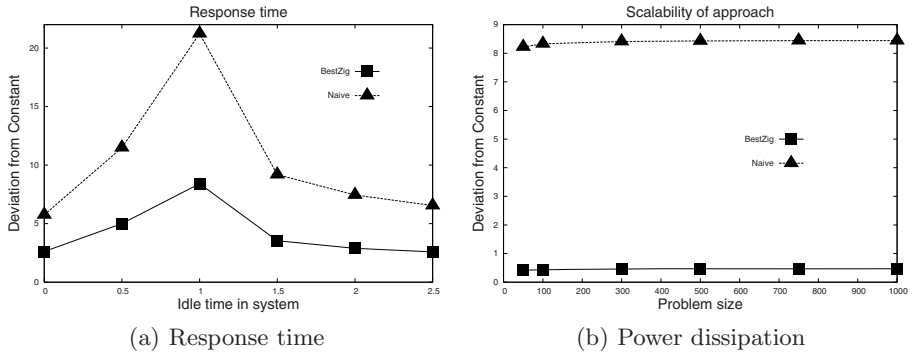 Response time
Deviation from Constant
20
15
10
5
0
BestZig
Naive
0 0.5 1 1.5 2 2.5
Idle time in system
(a) Response time
Scalability of approach
Deviation from Constant
9
8
7
6
5
4
3
2
1
0
BestZig
Naive
0 100 200 300 400 500 600 700 800 900 1000
Problem size
(b) Power dissipation